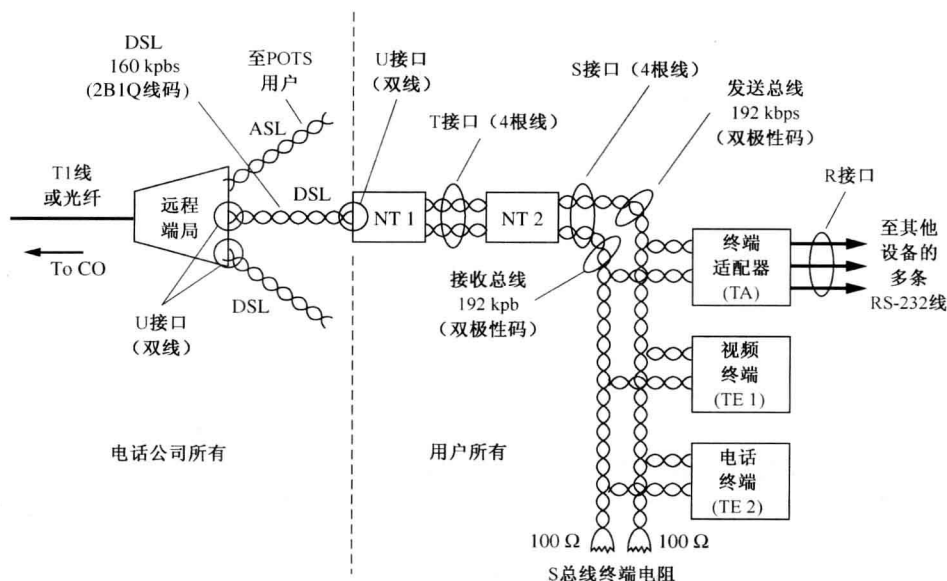 DSL
160 kpbs
(2B1Q线码)
至POTS
用户
U接口
（双线）
S接口（4根线）
发送总线
192 kbps
（双极性码）
ASL
T接口（4根线）
R接口
T1线
或光纤
远程
端局
DSL
NT 1
NT 2
To CO
终端
适配器
(TA)
至其他
设备的
多条
RS-232线
接收总线
192 kpb
（双极性码）
DSL
U接口
（双线）
视频
终端
(TE 1)
电话公司所有
用户所有
电话
终端
(TE 2)
100 Ω
100 Ω
S总线终端电阻